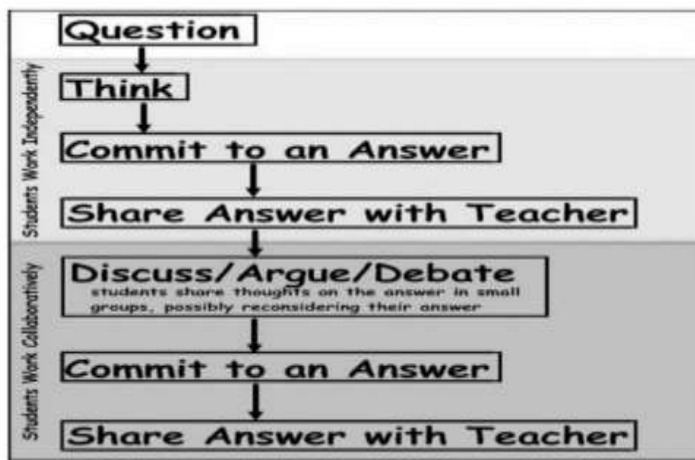 Question
Think
Commit to an Answer
Share Answer with Teacher
Students Work Independently
Discuss/Argue/Debate
students share thoughts on the answer in small
groups, possibly reconsidering their answer
Commit to an Answer
Share Answer with Teacher
Students Work Collaboratively